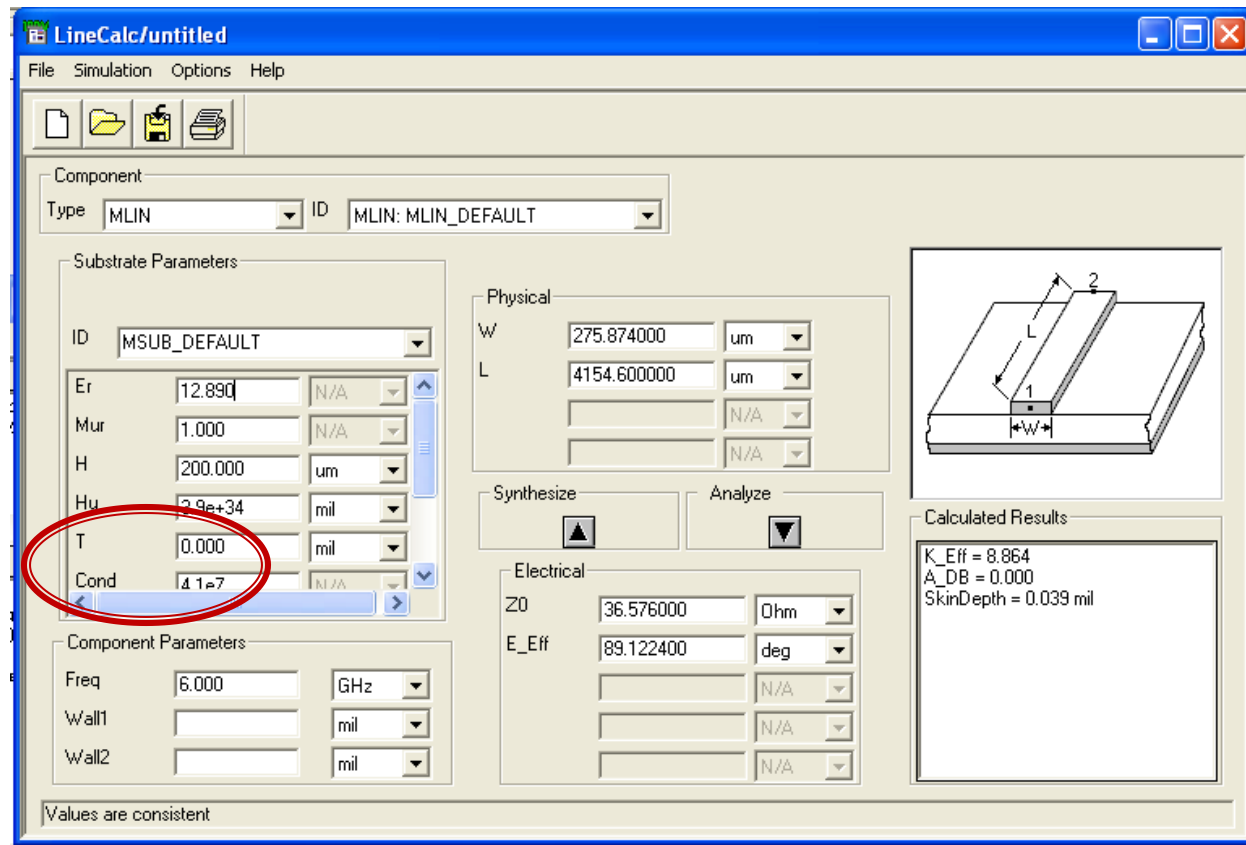 LineCalc/untitled
File Simulation Options Help
Component
Type MLIN ID MLIN: MLIN_DEFAULT
Substrate Parameters
ID MSUB_DEFAULT
Er 12.890 N/A
Mur 1.000 N/A
H 200.000 um
Hu 3.9e+34 mil
T 0.000 mil
Cond 4.1e7 N/A
Component Parameters
Freq 6.000 GHz
Wall1 mil
Wall2 mil
Physical
W 275.874000 um
L 4154.600000 um
N/A
N/A
Synthesize Analyze
Electrical
Z0 36.576000 Ohm
E_Eff 89.122400 deg
N/A
N/A
N/A
2
L
1
W
Calculated Results
K_Eff = 8.864
A_DB = 0.000
SkinDepth = 0.039 mil
Values are consistent